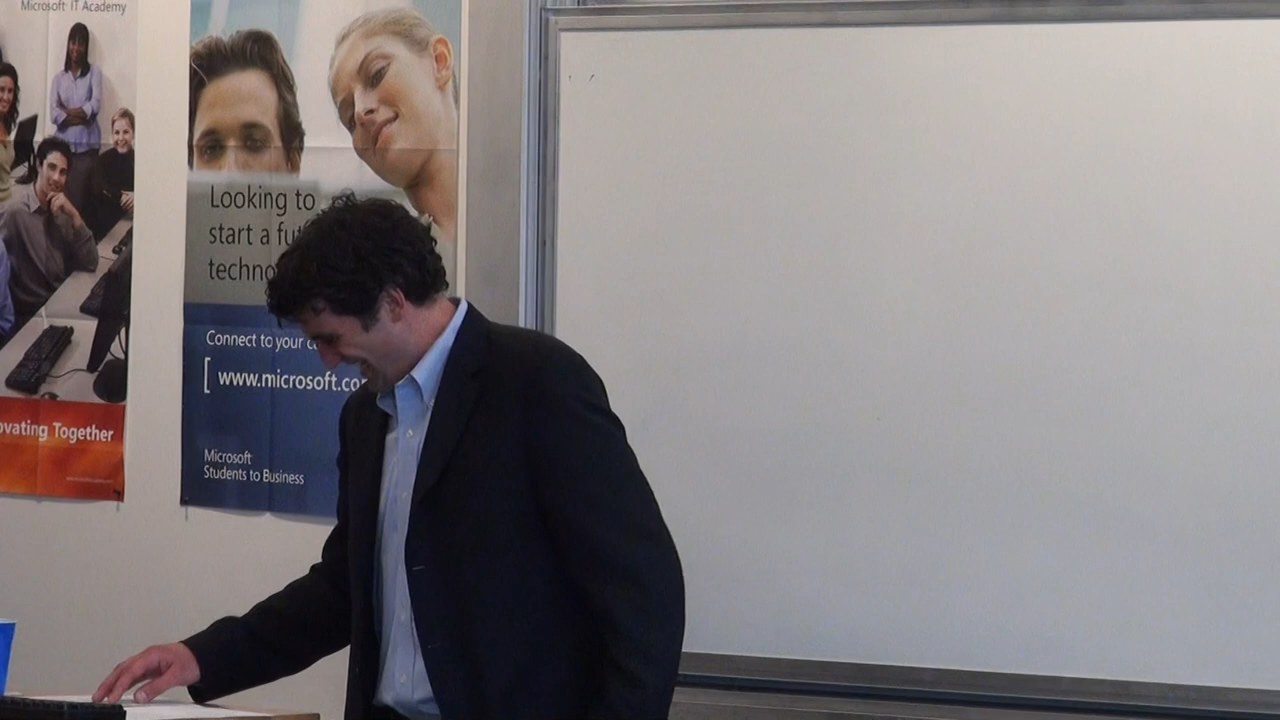 Microsoft IT Academy
ovating Together
Looking to
start a fut
techno
Connect to your c
[ www.microsoft.co
Microsoft
Students to Business